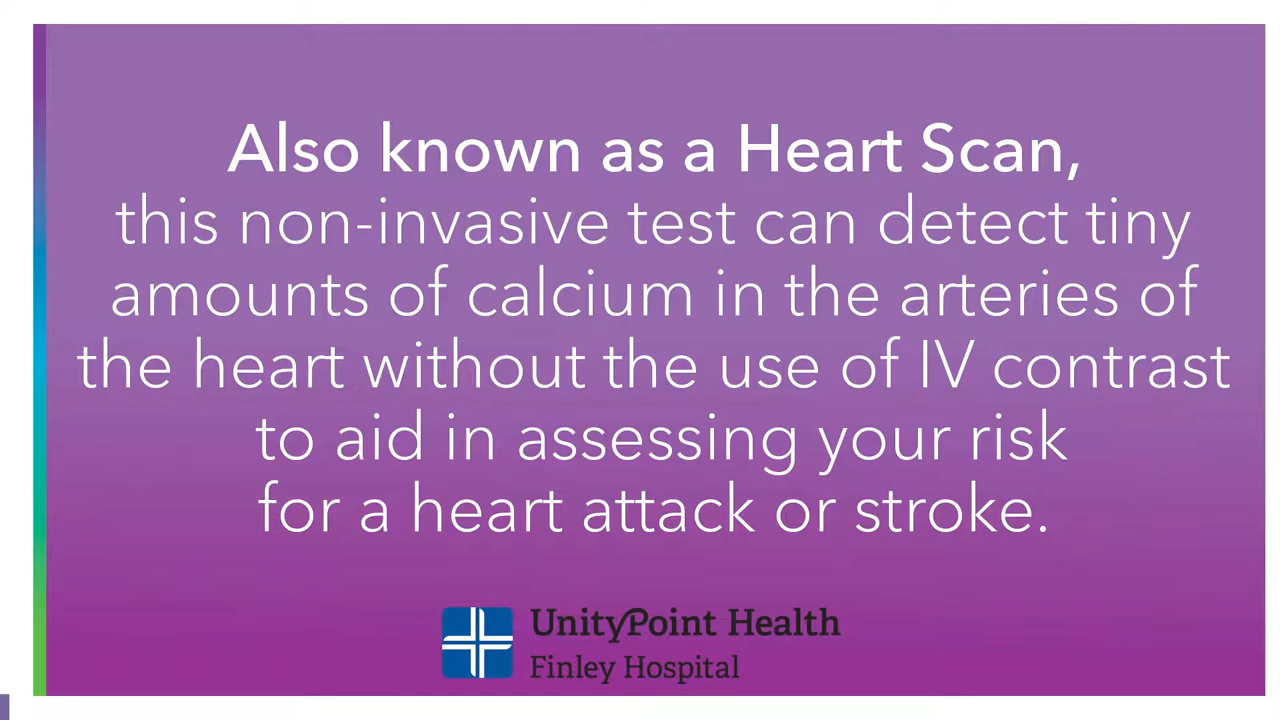 Also known as a Heart Scan,
this non-invasive test can detect tiny
amounts of calcium in the arteries of
the heart without the use of IV contrast
to aid in assessing your risk
for a heart attack or stroke.
UnityPoint Health
Finley Hospital